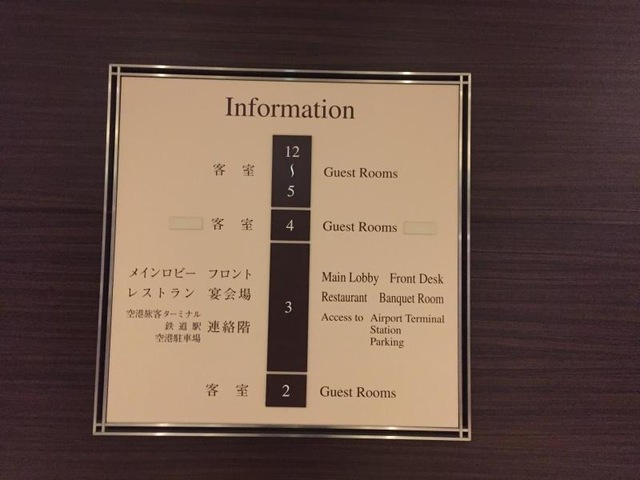 Information
客室 12 Guest Rooms
〜
5
客室 4 Guest Rooms
メインロビー フロント Main Lobby Front Desk
レストラン 宴会場 3 Restaurant Banquet Room
空港旅客ターミナル Access to Airport Terminal
鉄道駅 連絡階 Station
空港駐車場 Parking
客室 2 Guest Rooms